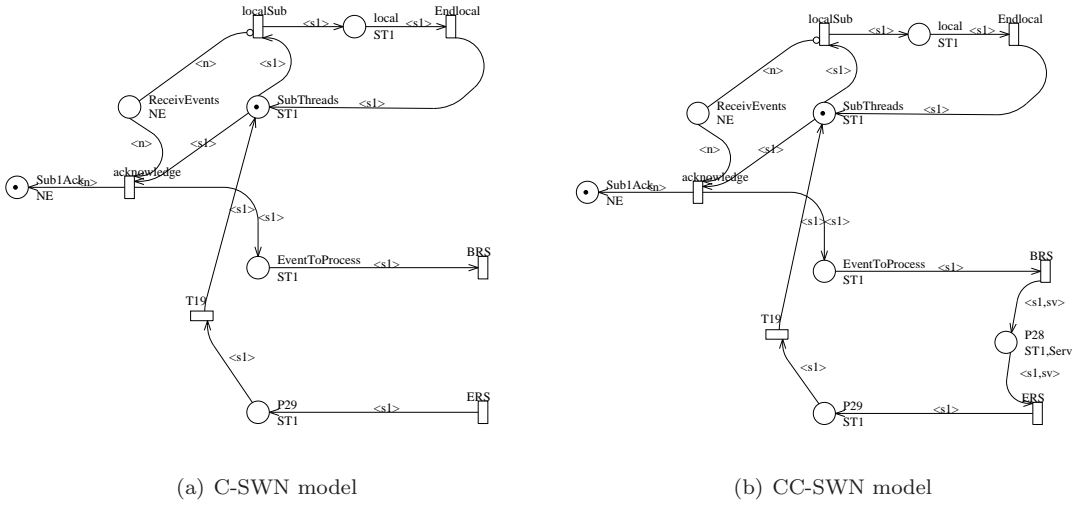 localSub
<s1>
local
ST1
<s1>
Endlocal
<n>
<s1>
ReceivEvents
NE
SubThreads
ST1
<s1>
<n>
<s1>
acknowledge
Sub1Ack
<n>
NE
<s1>
<s1>
EventToProcess
ST1
<s1>
BRS
T19
<s1>
P29
ST1
<s1>
ERS
(a) C-SWN model
localSub
<s1>
local
ST1
<s1>
Endlocal
<n>
<s1>
ReceivEvents
NE
SubThreads
ST1
<s1>
<n>
<s1>
acknowledge
Sub1Ack
<n>
NE
<s1>
<s1>
EventToProcess
ST1
<s1>
BRS
<s1,sv>
T19
P28
ST1,Serv
<s1>
<s1,sv>
P29
ST1
<s1>
ERS
(b) CC-SWN model